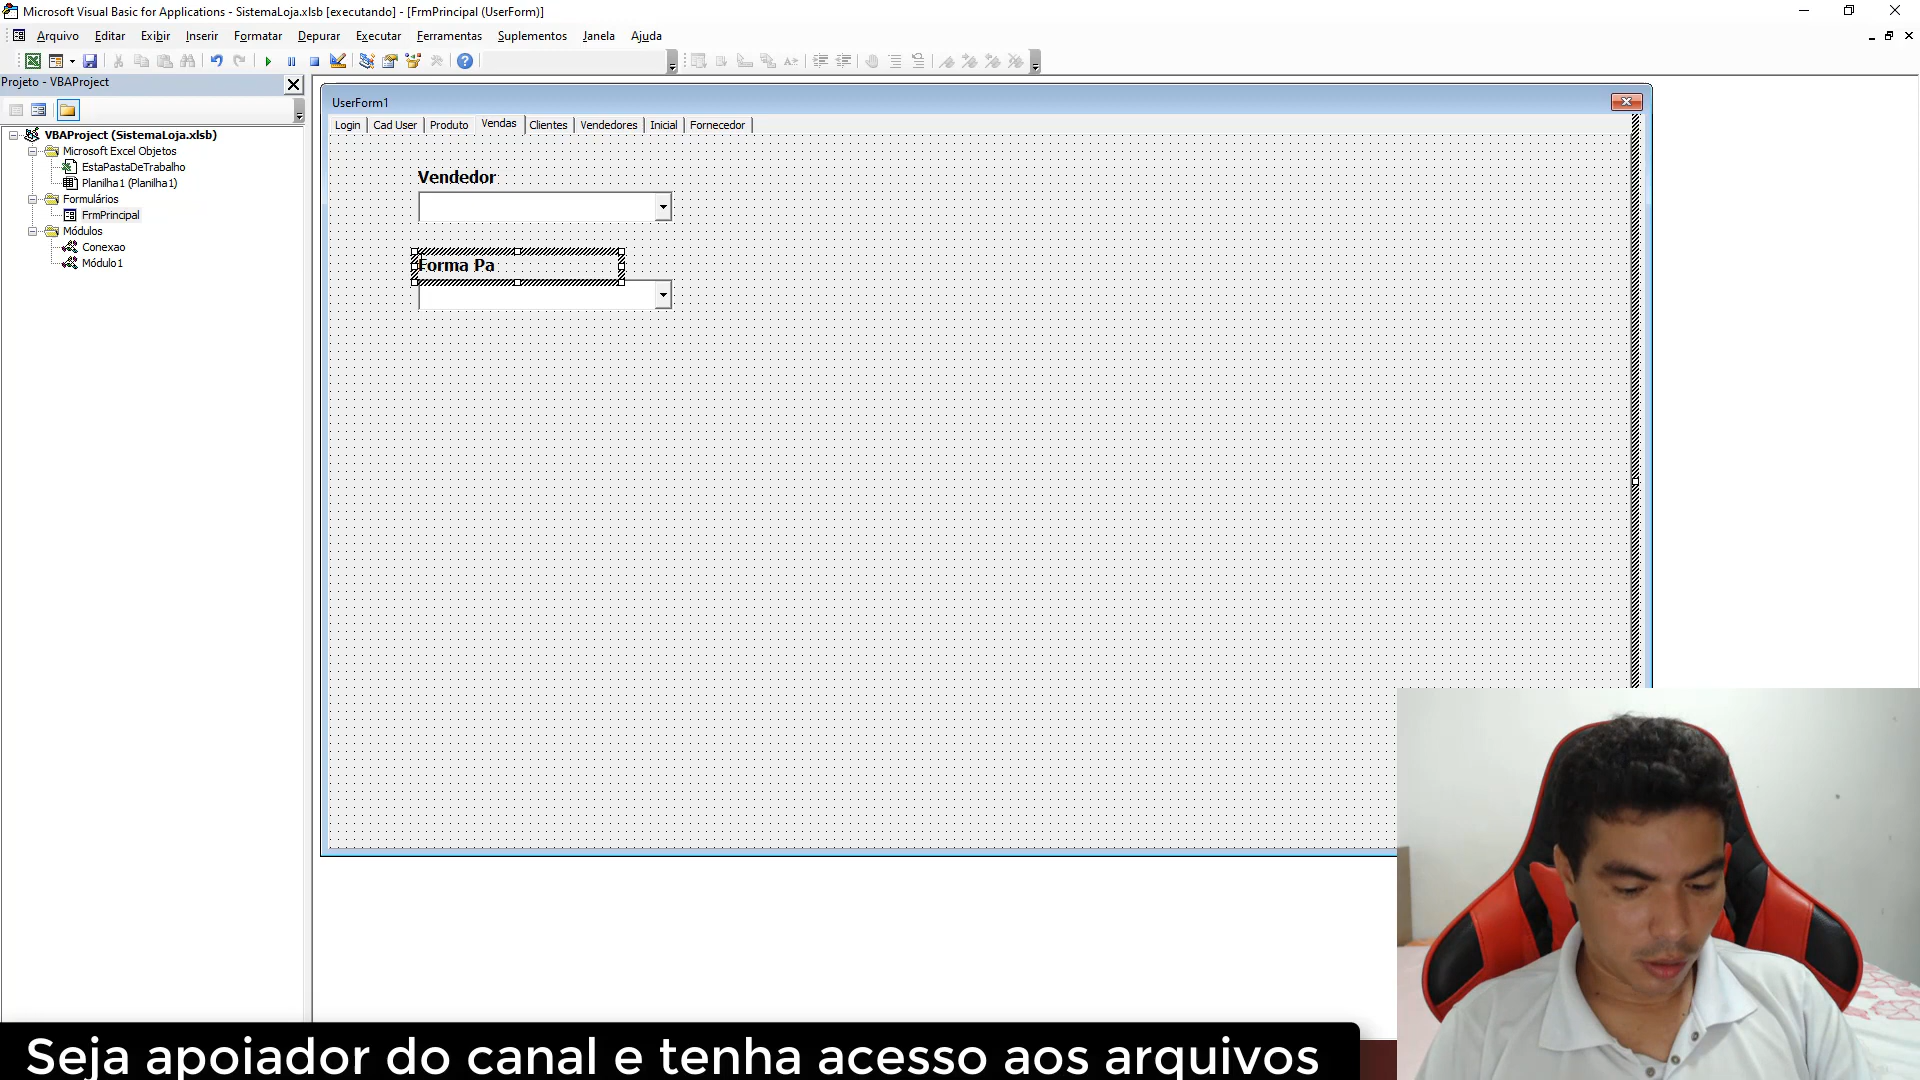 Microsoft Visual Basic for Applications - SistemaLoja.xlsb [executando] - [FrmPrincipal (UserForm)]
Arquivo Editar Exibir Inserir Formatar Depurar Executar Ferramentas Suplementos Janela Ajuda
Projeto - VBAProject
VBAProject (SistemaLoja.xlsb)
Microsoft Excel Objetos
EstaPastaDeTrabalho
Planilha1 (Planilha1)
Formulários
FrmPrincipal
Módulos
Conexao
Módulo1
UserForm1
Login Cad User Produto Vendas Clientes Vendedores Inicial Fornecedor
Vendedor
Forma Pa
Seja apoiador do canal e tenha acesso aos arquivos